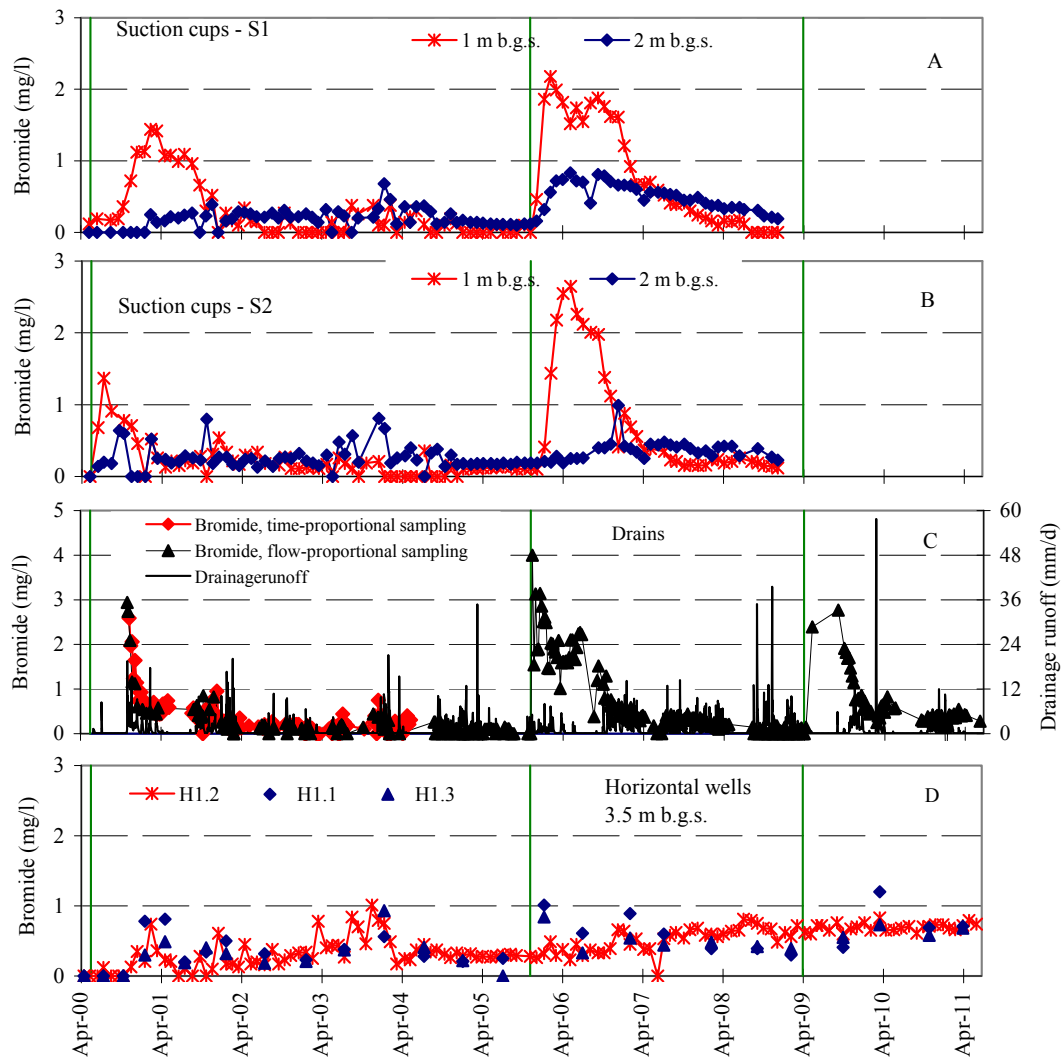 Suction cups - S1
1 m b.g.s. 2 m b.g.s.
A
Bromide (mg/l)
3
2
1
0
Suction cups - S2
1 m b.g.s. 2 m b.g.s.
B
Bromide (mg/l)
3
2
1
0
Bromide, time-proportional sampling
Bromide, flow-proportional sampling
Drainagerunoff
Drains
C
Bromide (mg/l)
5
4
3
2
1
0
60
48
36
24
12
0
Drainage runoff (mm/d)
H1.2 H1.1 H1.3
Horizontal wells
3.5 m b.g.s.
D
Bromide (mg/l)
3
2
1
0
Apr-00
Apr-01
Apr-02
Apr-03
Apr-04
Apr-05
Apr-06
Apr-07
Apr-08
Apr-09
Apr-10
Apr-11